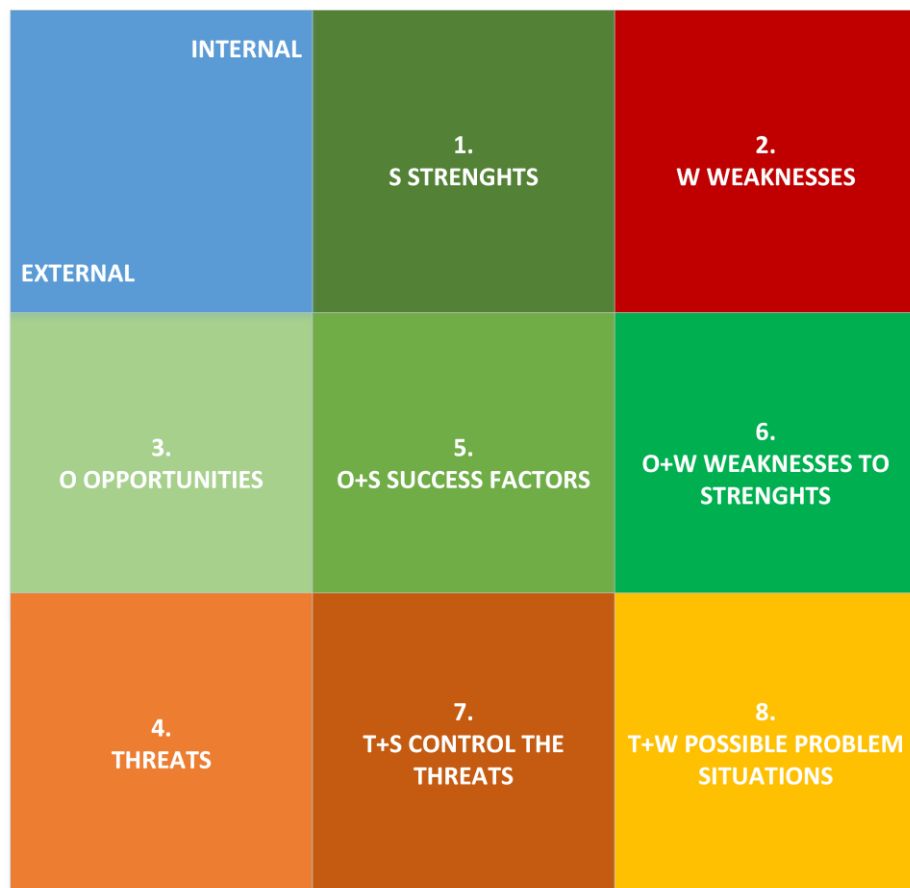 INTERNAL
EXTERNAL
1.
S STRENGHTS
2.
W WEAKNESSES
3.
O OPPORTUNITIES
5.
O+S SUCCESS FACTORS
6.
O+W WEAKNESSES TO
STRENGHTS
4.
THREATS
7.
T+S CONTROL THE
THREATS
8.
T+W POSSIBLE PROBLEM
SITUATIONS